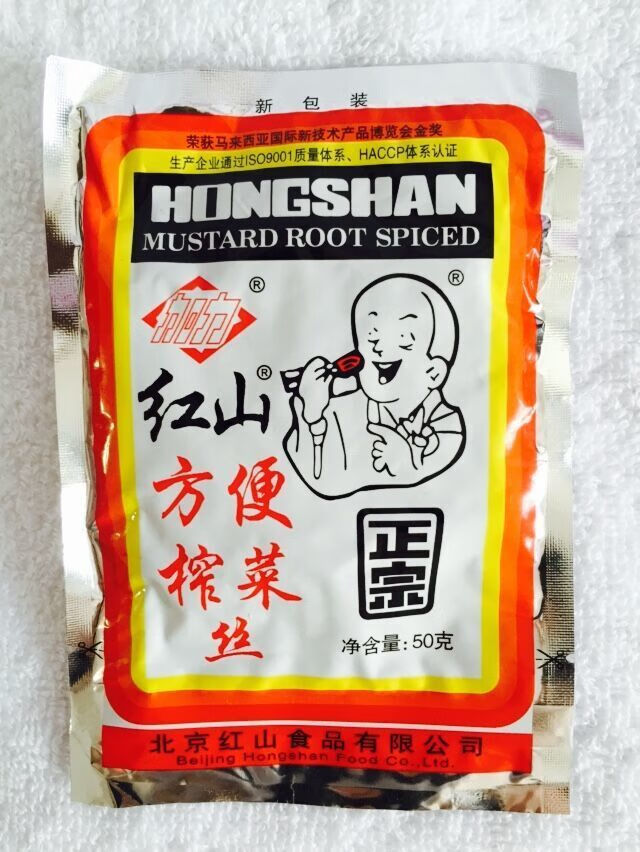 新包装
荣获马来西亚国际新技术产品博览会金奖
生产企业通过ISO9001质量体系、HACCP体系认证
HONGSHAN
MUSTARD ROOT SPICED
®
®
红山®
方便
榨菜
丝
正宗
净含量:50克
北京红山食品有限公司
Beijing Hongshan Food Co.,Ltd.